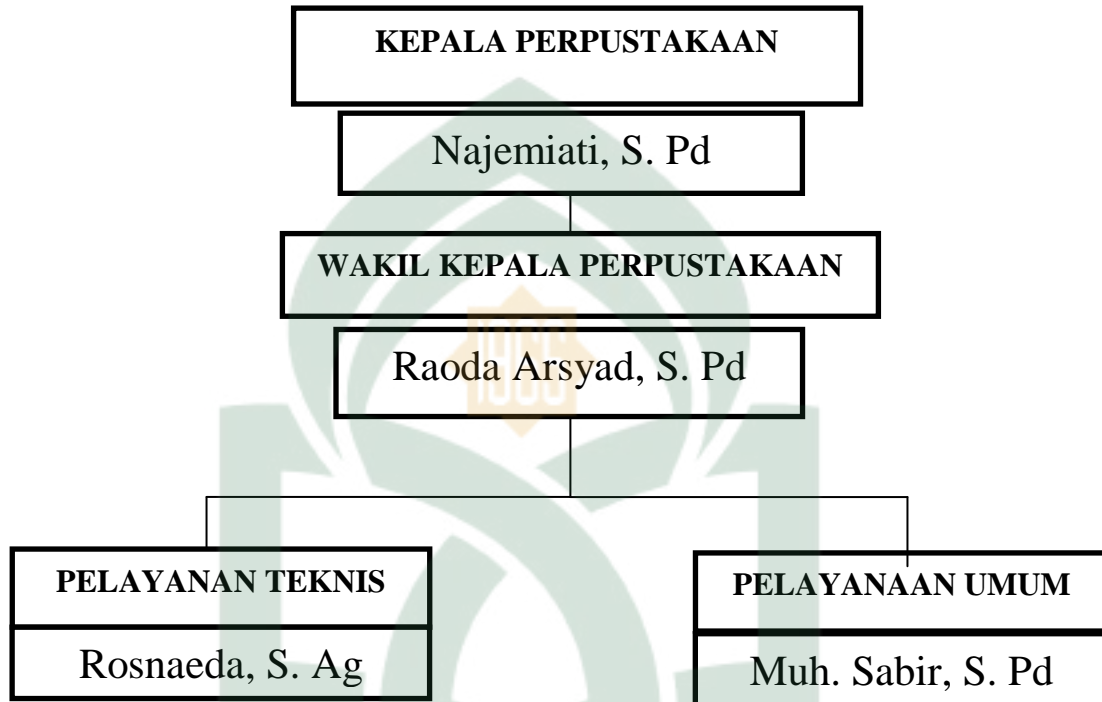 KEPALA PERPUSTAKAAN
Najemiati, S. Pd
WAKIL KEPALA PERPUSTAKAAN
Raoda Arsyad, S. Pd
1965
PELAYANAN TEKNIS
Rosnaeda, S. Ag
PELAYANAAN UMUM
Muh. Sabir, S. Pd